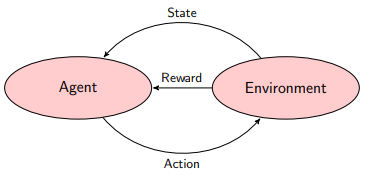 State
Agent
Reward
Environment
Action